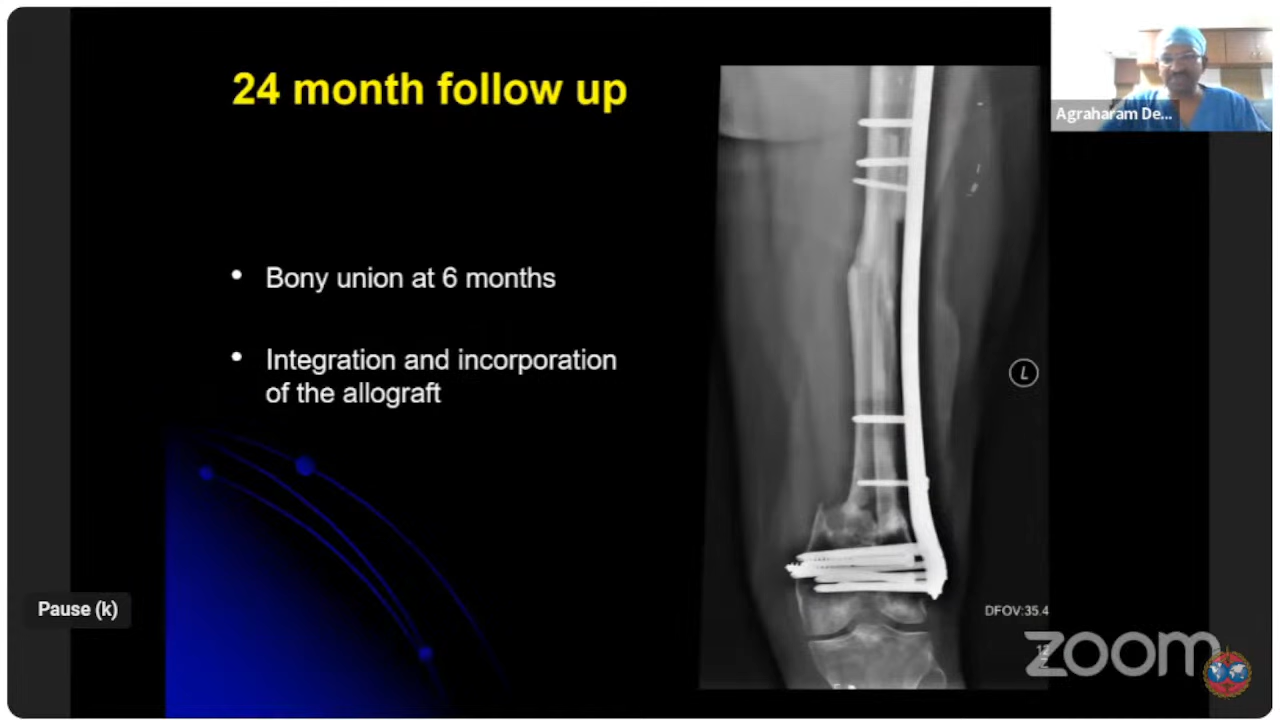 24 month follow up
Agraharam De...
• Bony union at 6 months
• Integration and incorporation
of the allograft
L
Pause (k)
DFOV:35.4
zoom